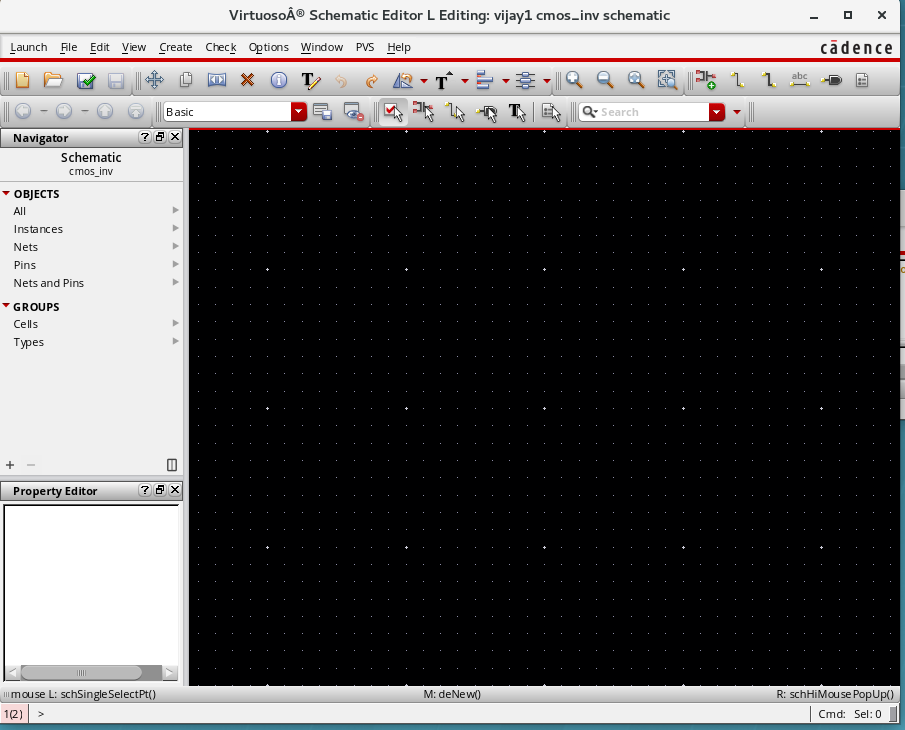 VirtuosoÂ® Schematic Editor L Editing: vijay1 cmos_inv schematic
Launch File Edit View Create Check Options Window PVS Help
cādence
abc
Basic
Search
Navigator
Schematic
cmos_inv
OBJECTS
All
Instances
Nets
Pins
Nets and Pins
GROUPS
Cells
Types
Property Editor
mouse L: schSingleSelectPt() M: deNew() R: schHiMousePopUp()
1(2) > Cmd: Sel: 0